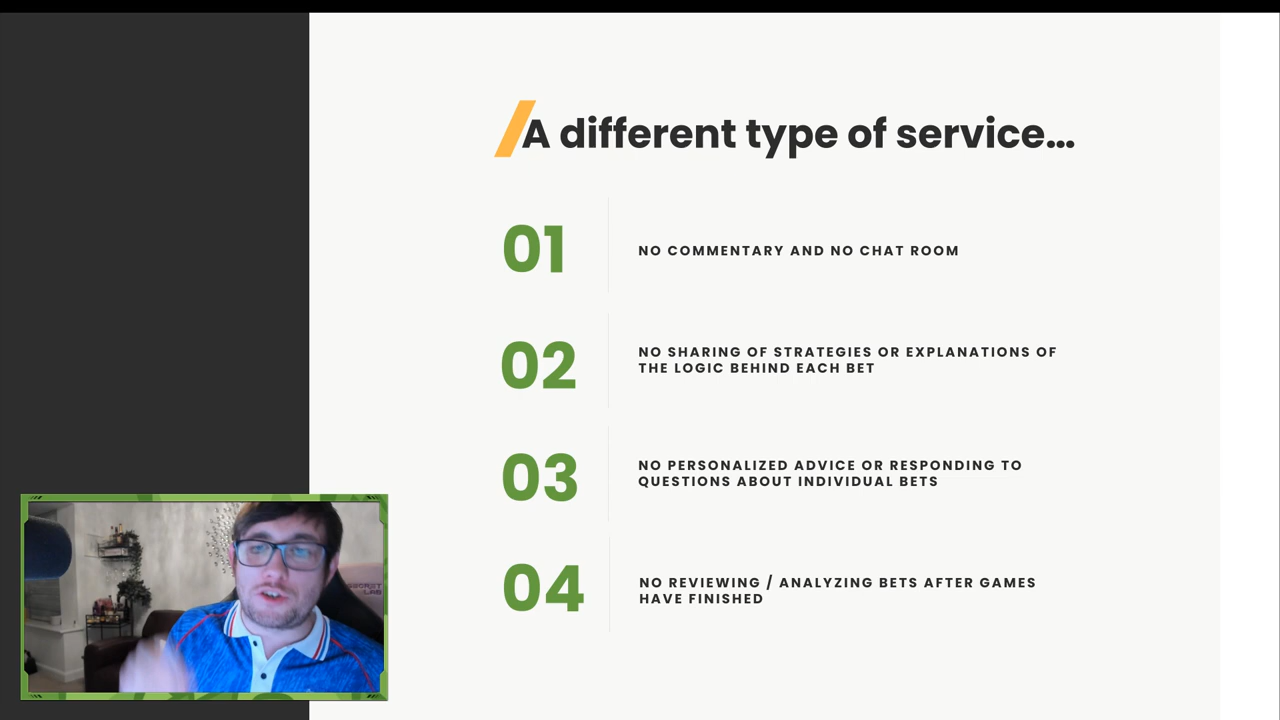 A different type of service...
01
NO COMMENTARY AND NO CHAT ROOM
02
NO SHARING OF STRATEGIES OR EXPLANATIONS OF
THE LOGIC BEHIND EACH BET
03
NO PERSONALIZED ADVICE OR RESPONDING TO
QUESTIONS ABOUT INDIVIDUAL BETS
04
NO REVIEWING / ANALYZING BETS AFTER GAMES
HAVE FINISHED
SECRET
LAB